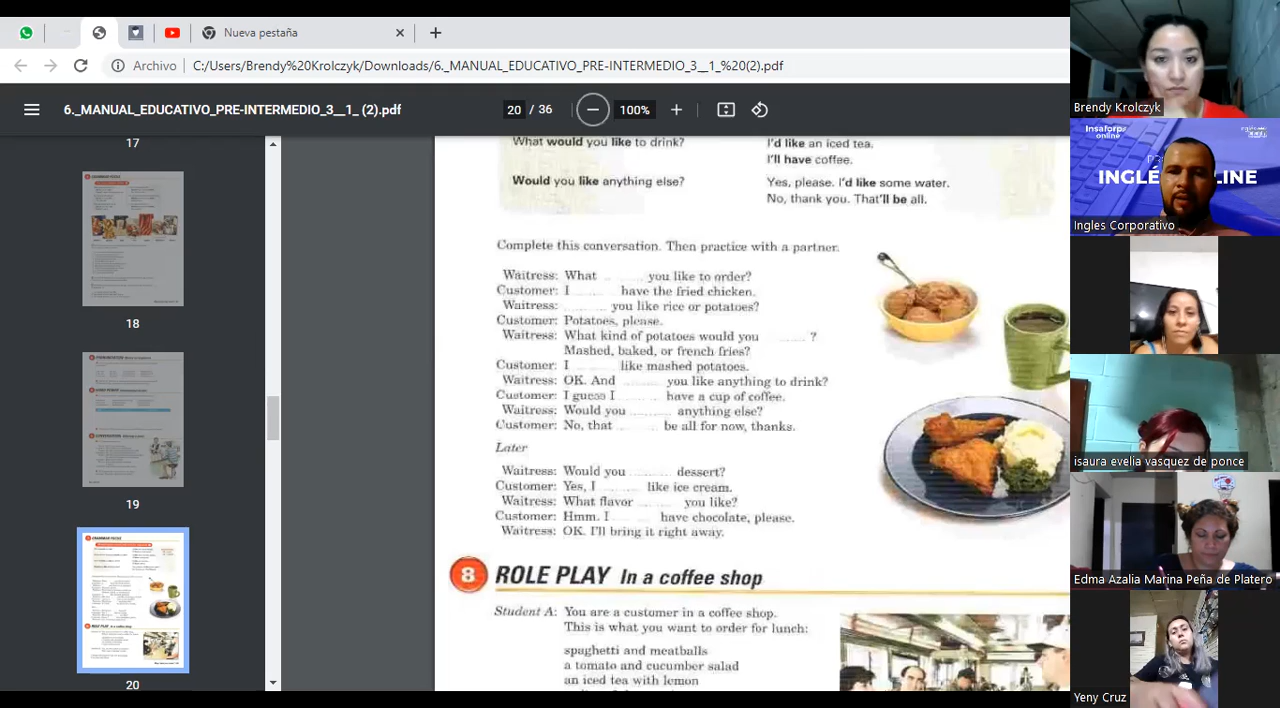 Nueva pestaña
Archivo
C:/Users/Brendy%20Krolczyk/Downloads/6._MANUAL_EDUCATIVO_PRE-INTERMEDIO_3__1_%20(2).pdf
6._MANUAL_EDUCATIVO_PRE-INTERMEDIO_3__1_ (2).pdf
20 / 36
100%
17
18
19
20
What would you like to drink? I'd like an iced tea.
I'll have coffee.
Would you like anything else? Yes, please. I'd like some water.
No, thank you. That'll be all.
Complete this conversation. Then practice with a partner.
Waitress: What ........ you like to order?
Customer: I ........ have the fried chicken.
Waitress: ........ you like rice or potatoes?
Customer: Potatoes, please.
Waitress: What kind of potatoes would you ........ ?
Mashed, baked, or french fries?
Customer: I ........ like mashed potatoes.
Waitress: OK. And ........ you like anything to drink?
Customer: I guess I ........ have a cup of coffee.
Waitress: Would you ........ anything else?
Customer: No, that ........ be all for now, thanks.
Later
Waitress: Would you ........ dessert?
Customer: Yes, I ........ like ice cream.
Waitress: What flavor ........ you like?
Customer: Hmm. I ........ have chocolate, please.
Waitress: OK. I'll bring it right away.
8 ROLE PLAY in a coffee shop
Student A: You are a customer in a coffee shop.
This is what you want to order for lunch:
spaghetti and meatballs
a tomato and cucumber salad
an iced tea with lemon
Brendy Krolczyk
Insaforp
online
Ingles Corporativo
isaura evelia vasquez de ponce
Edma Azalia Marina Peña de Platero
Yeny Cruz